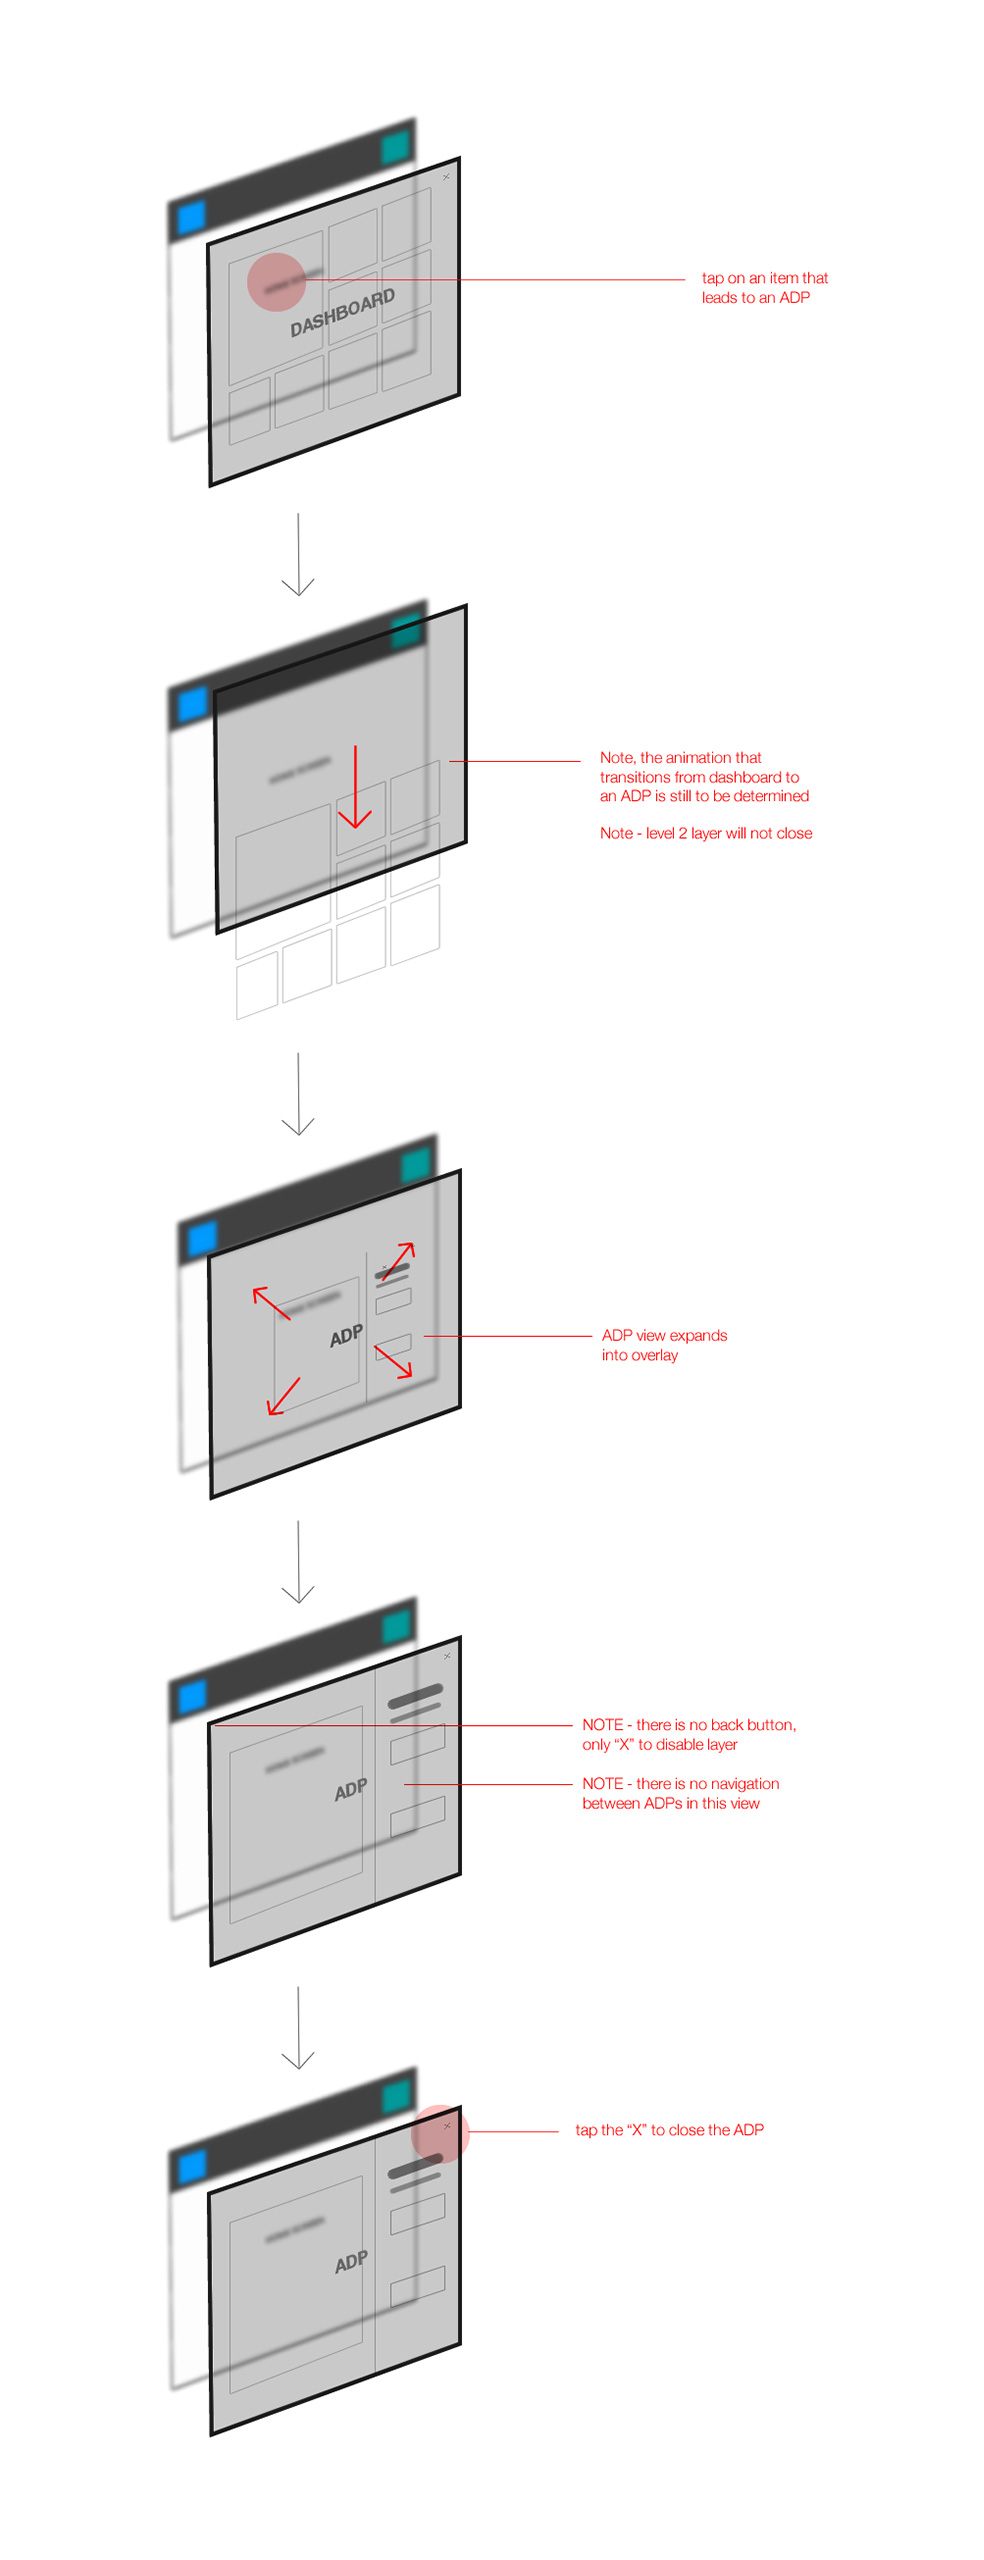 tap on an item that
leads to an ADP
DASHBOARD
Note, the animation that
transitions from dashboard to
an ADP is still to be determined
Note - level 2 layer will not close
ADP
ADP view expands
into overlay
NOTE - there is no back button,
only “X” to disable layer
ADP
NOTE - there is no navigation
between ADPs in this view
tap the “X” to close the ADP
ADP